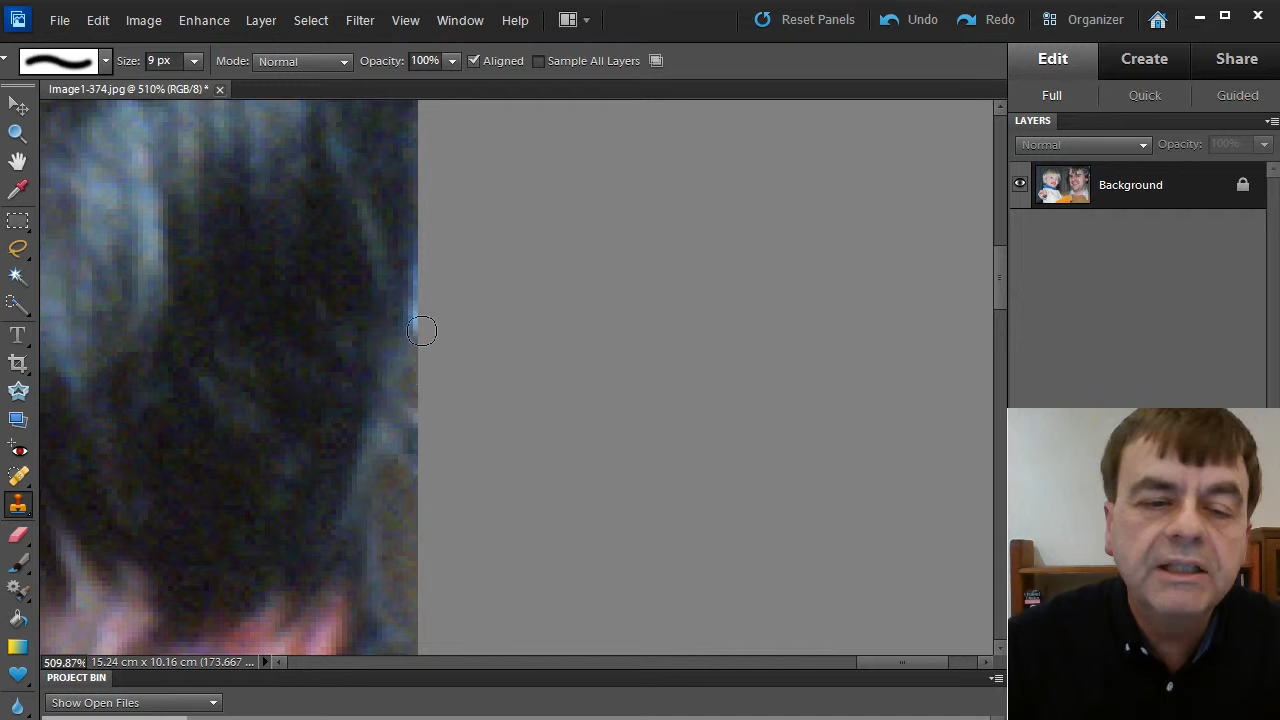 File Edit Image Enhance Layer Select Filter View Window Help Reset Panels Undo Redo Organizer
Size: 9 px Mode: Normal Opacity: 100% Aligned Sample All Layers
Edit Create Share
Image1-374.jpg @ 510% (RGB/8) *
Full Quick Guided
LAYERS
Normal Opacity: 100%
Background
T
509.87% 15.24 cm x 10.16 cm (173.667 ...
PROJECT BIN
Show Open Files